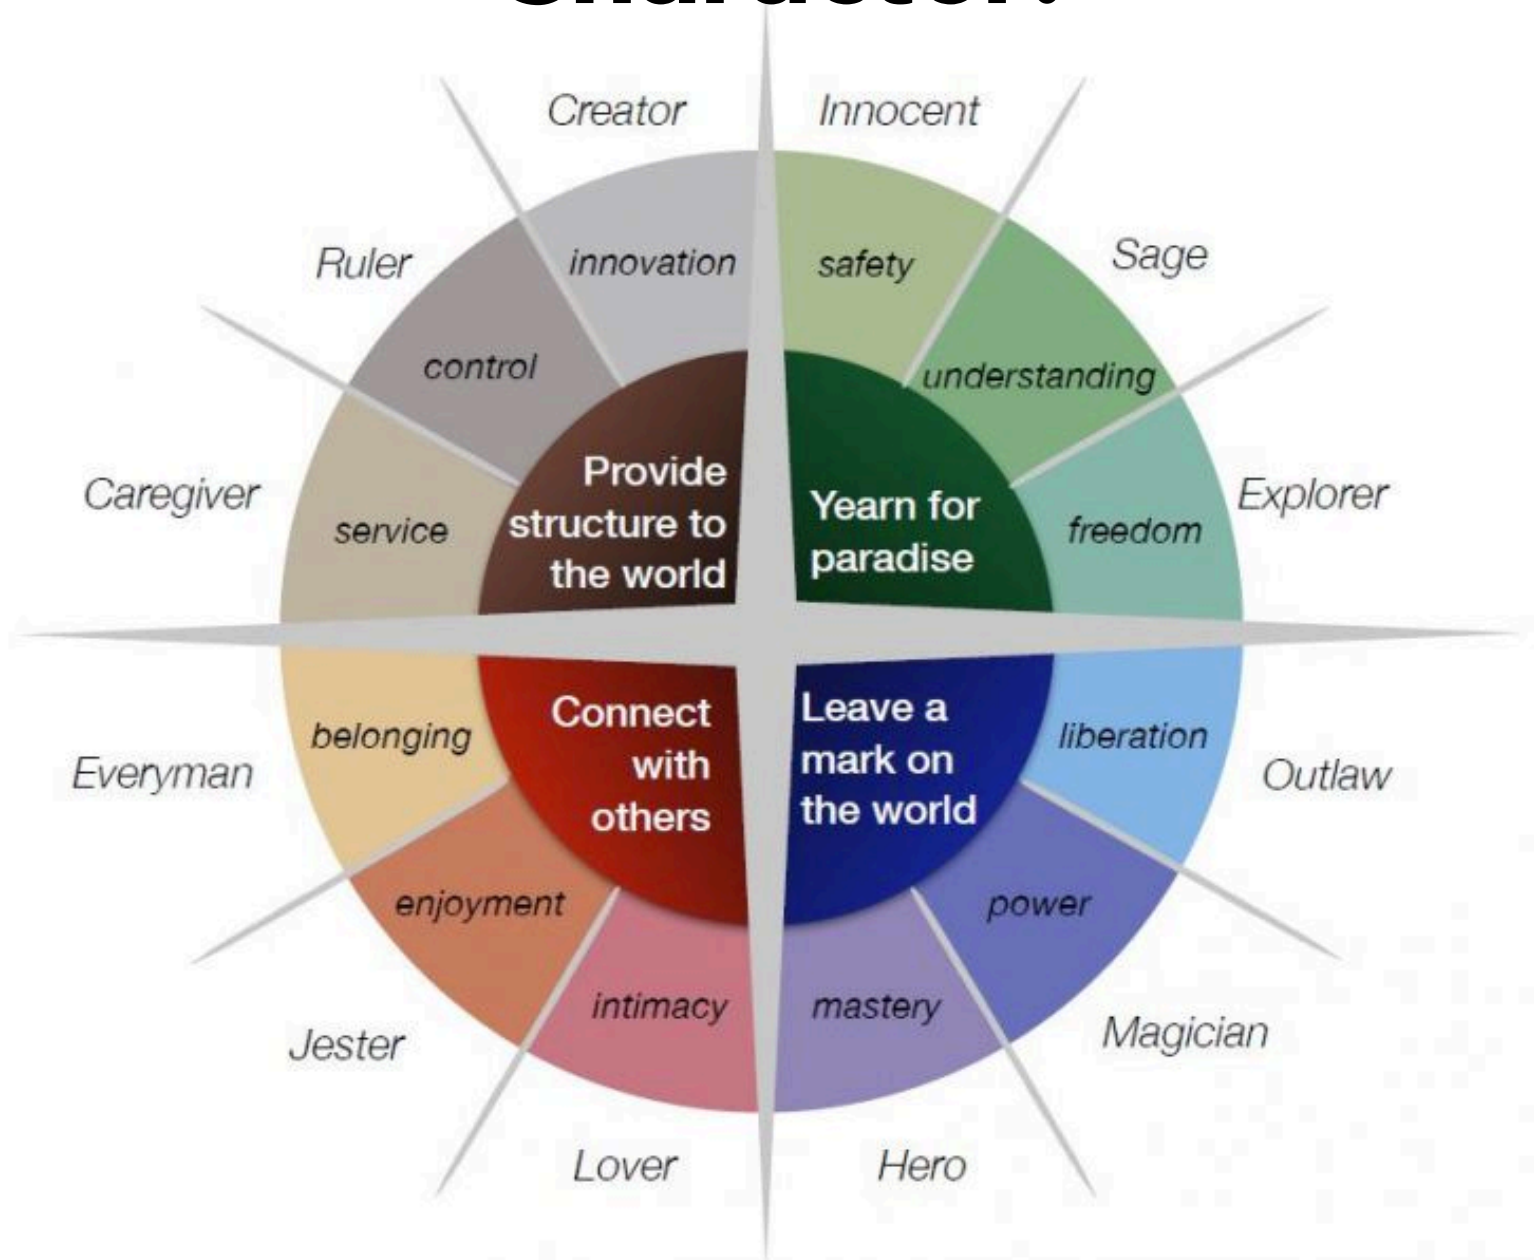 Creator
Innocent
Ruler
innovation
safety
Sage
control
understanding
Caregiver
service
Provide
structure to
the world
Yearn for
paradise
freedom
Explorer
Everyman
belonging
Connect
with
others
Leave a
mark on
the world
liberation
Outlaw
enjoyment
power
Jester
intimacy
mastery
Magician
Lover
Hero